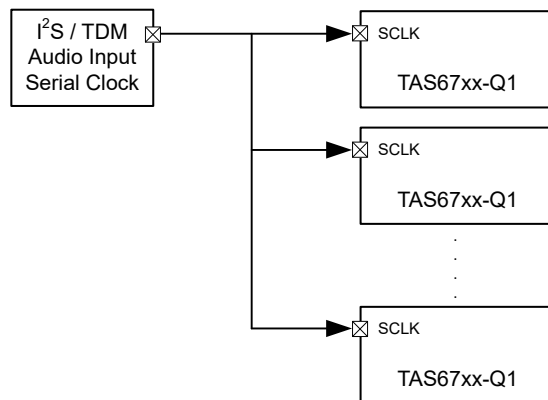 I²S / TDM
Audio Input
Serial Clock
SCLK
TAS67xx-Q1
SCLK
TAS67xx-Q1
.
.
.
.
SCLK
TAS67xx-Q1